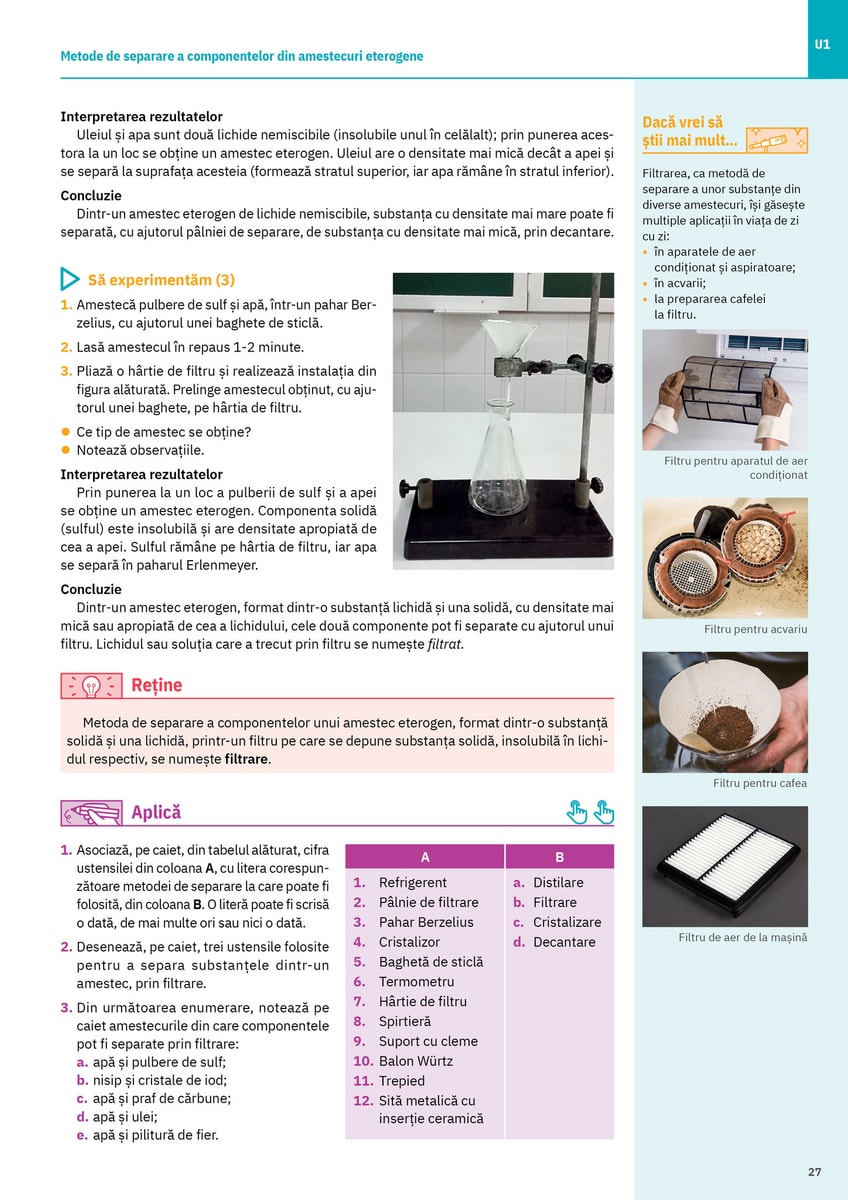 Metode de separare a componentelor din amestecuri eterogene
U1
Interpretarea rezultatelor
Uleiul și apa sunt două lichide nemiscibile (insolubile unul în celălalt); prin punerea aces-
tora la un loc se obține un amestec eterogen. Uleiul are o densitate mai mică decât a apei și
se separă la suprafața acesteia (formează stratul superior, iar apa rămâne în stratul inferior).
Concluzie
Dintr-un amestec eterogen de lichide nemiscibile, substanța cu densitate mai mare poate fi
separată, cu ajutorul pâlniei de separare, de substanța cu densitate mai mică, prin decantare.
Să experimentăm (3)
1. Amestecă pulbere de sulf și apă, într-un pahar Ber-
zelius, cu ajutorul unei baghete de sticlă.
2. Lasă amestecul în repaus 1-2 minute.
3. Pliază o hârtie de filtru și realizează instalația din
figura alăturată. Prelinge amestecul obținut, cu aju-
torul unei baghete, pe hârtia de filtru.
• Ce tip de amestec se obține?
• Notează observațiile.
Interpretarea rezultatelor
Prin punerea la un loc a pulberii de sulf și a apei
se obține un amestec eterogen. Componenta solidă
(sulful) este insolubilă și are densitate apropiată de
cea a apei. Sulful rămâne pe hârtia de filtru, iar apa
se separă în paharul Erlenmeyer.
Concluzie
Dintr-un amestec eterogen, format dintr-o substanță lichidă și una solidă, cu densitate mai
mică sau apropiată de cea a lichidului, cele două componente pot fi separate cu ajutorul unui
filtru. Lichidul sau soluția care a trecut prin filtru se numește filtrat.
Reține
Metoda de separare a componentelor unui amestec eterogen, format dintr-o substanță
solidă și una lichidă, printr-un filtru pe care se depune substanța solidă, insolubilă în lichi-
dul respectiv, se numește filtrare.
Aplică
1. Asociază, pe caiet, din tabelul alăturat, cifra
ustensilei din coloana A, cu litera corespun-
zătoare metodei de separare la care poate fi
folosită, din coloana B. O literă poate fi scrisă
o dată, de mai multe ori sau nici o dată.
2. Desenează, pe caiet, trei ustensile folosite
pentru a separa substanțele dintr-un
amestec, prin filtrare.
3. Din următoarea enumerare, notează pe
caiet amestecurile din care componentele
pot fi separate prin filtrare:
a. apă și pulbere de sulf;
b. nisip și cristale de iod;
c. apă și praf de cărbune;
d. apă și ulei;
e. apă și pilitură de fier.
A
1. Refrigerent
2. Pâlnie de filtrare
3. Pahar Berzelius
4. Cristalizor
5. Baghetă de sticlă
6. Termometru
7. Hârtie de filtru
8. Spirtieră
9. Suport cu cleme
10. Balon Würtz
11. Trepied
12. Sită metalică cu
inserție ceramică
B
a. Distilare
b. Filtrare
c. Cristalizare
d. Decantare
Dacă vrei să
știi mai mult...
Filtrarea, ca metodă de
separare a unor substanțe din
diverse amestecuri, își găsește
multiple aplicații în viața de zi
cu zi:
• în aparatele de aer
condiționat și aspiratoare;
• în acvarii;
• la prepararea cafelei
la filtru.
Filtru pentru aparatul de aer
condiționat
Filtru pentru acvariu
Filtru pentru cafea
Filtru de aer de la mașină
27